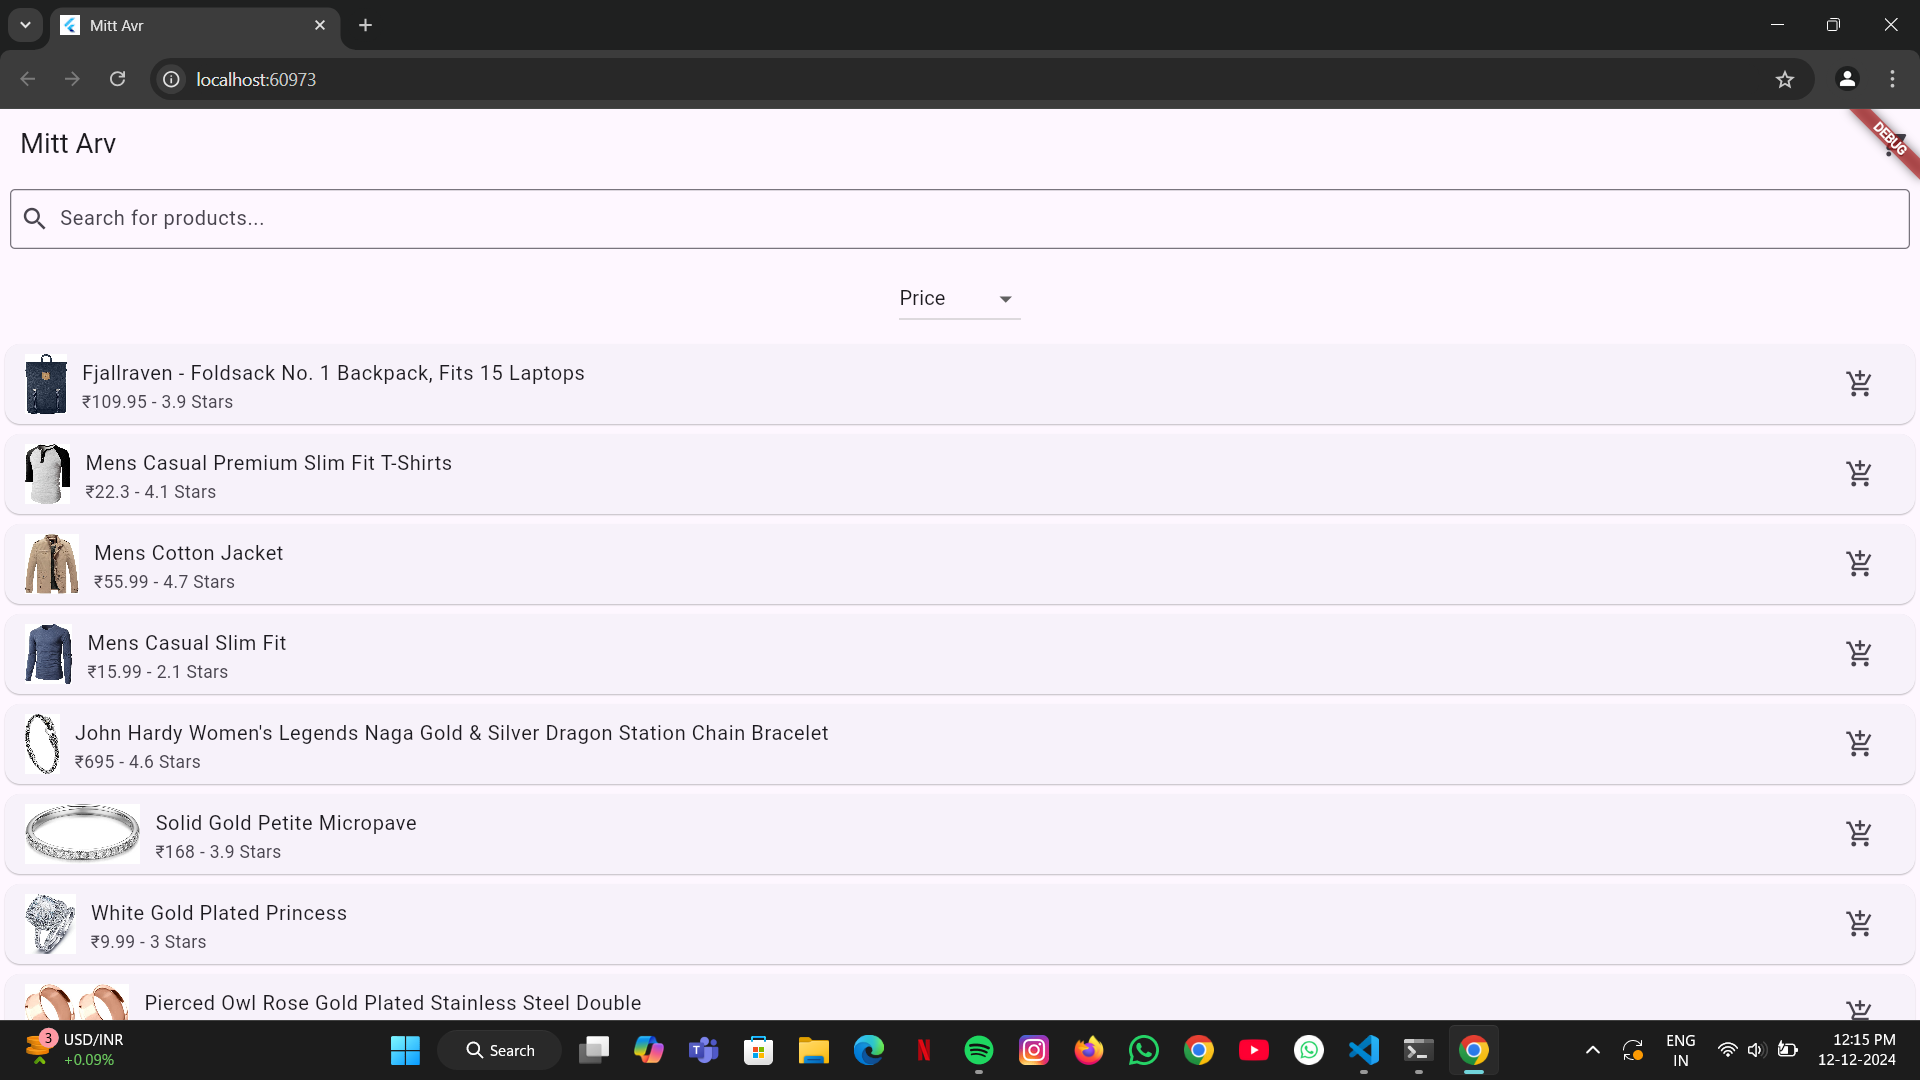 Mitt Avr
localhost:60973
Mitt Arv
DEBUG
Search for products...
Price
Fjallraven - Foldsack No. 1 Backpack, Fits 15 Laptops
₹109.95 - 3.9 Stars
Mens Casual Premium Slim Fit T-Shirts
₹22.3 - 4.1 Stars
Mens Cotton Jacket
₹55.99 - 4.7 Stars
Mens Casual Slim Fit
₹15.99 - 2.1 Stars
John Hardy Women's Legends Naga Gold & Silver Dragon Station Chain Bracelet
₹695 - 4.6 Stars
Solid Gold Petite Micropave
₹168 - 3.9 Stars
White Gold Plated Princess
₹9.99 - 3 Stars
Pierced Owl Rose Gold Plated Stainless Steel Double
3
USD/INR
+0.09%
Search
ENG
IN
12:15 PM
12-12-2024